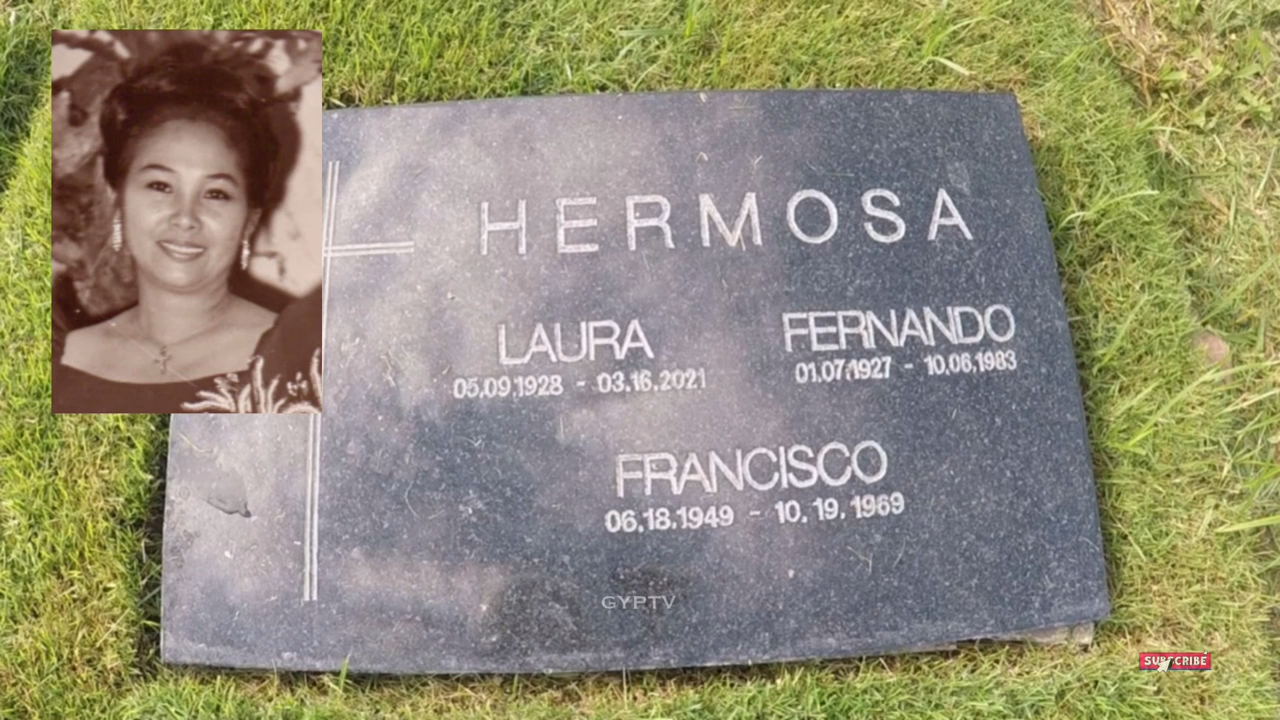 HERMOSA
LAURA
05.09.1928 - 03.16.2021
FERNANDO
01.07.1927 - 10.06.1983
FRANCISCO
06.18.1949 - 10.19.1969
GYPTV
SUBSCRIBE